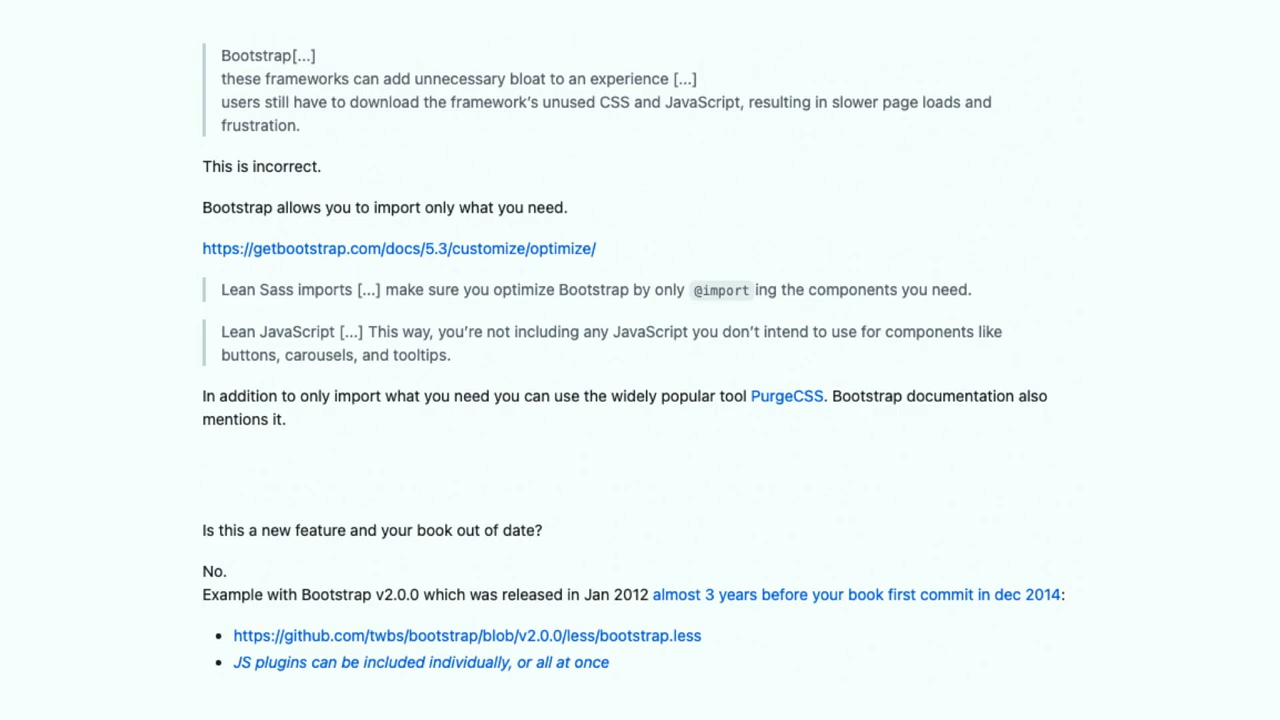 Bootstrap[...]
these frameworks can add unnecessary bloat to an experience [...]
users still have to download the framework's unused CSS and JavaScript, resulting in slower page loads and
frustration.
This is incorrect.
Bootstrap allows you to import only what you need.
https://getbootstrap.com/docs/5.3/customize/optimize/
Lean Sass imports [...] make sure you optimize Bootstrap by only @importing the components you need.
Lean JavaScript [...] This way, you're not including any JavaScript you don't intend to use for components like
buttons, carousels, and tooltips.
In addition to only import what you need you can use the widely popular tool PurgeCSS. Bootstrap documentation also
mentions it.
Is this a new feature and your book out of date?
No.
Example with Bootstrap v2.0.0 which was released in Jan 2012 almost 3 years before your book first commit in dec 2014:
• https://github.com/twbs/bootstrap/blob/v2.0.0/less/bootstrap.less
• JS plugins can be included individually, or all at once